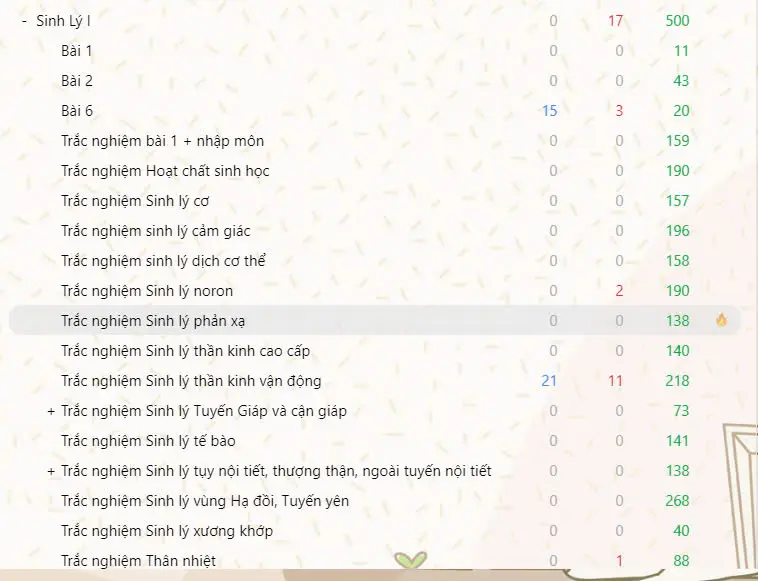 - Sinh Lý I 0 17 500
Bài 1 0 0 11
Bài 2 0 0 43
Bài 6 15 3 20
Trắc nghiệm bài 1 + nhập môn 0 0 159
Trắc nghiệm Hoạt chất sinh học 0 0 190
Trắc nghiệm Sinh lý cơ 0 0 157
Trắc nghiệm sinh lý cảm giác 0 0 196
Trắc nghiệm sinh lý dịch cơ thể 0 0 158
Trắc nghiệm Sinh lý noron 0 2 190
Trắc nghiệm Sinh lý phản xạ 0 0 138
Trắc nghiệm Sinh lý thần kinh cao cấp 0 0 140
Trắc nghiệm Sinh lý thần kinh vận động 21 11 218
+ Trắc nghiệm Sinh lý Tuyến Giáp và cận giáp 0 0 73
Trắc nghiệm Sinh lý tế bào 0 0 141
+ Trắc nghiệm Sinh lý tuỵ nội tiết, thượng thận, ngoài tuyến nội tiết 0 0 138
Trắc nghiệm Sinh lý vùng Hạ đồi, Tuyến yên 0 0 268
Trắc nghiệm Sinh lý xương khớp 0 0 40
Trắc nghiệm Thân nhiệt 0 1 88